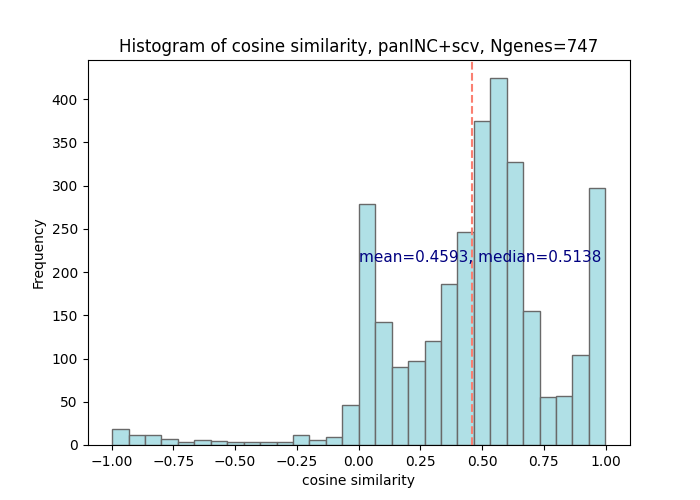 Histogram of cosine similarity, panINC+scv, Ngenes=747
400
350
300
250
200
150
100
50
0
Frequency
mean=0.4593, median=0.5138
−1.00 −0.75 −0.50 −0.25 0.00 0.25 0.50 0.75 1.00
cosine similarity